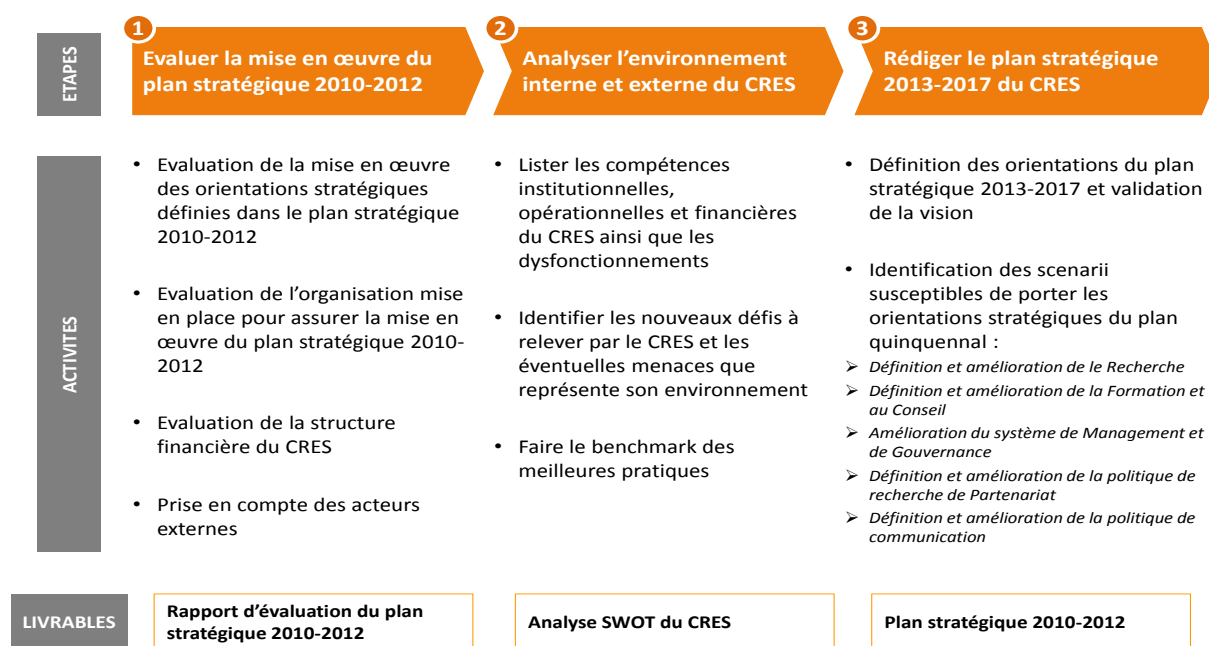 ETAPES
1
Evaluer la mise en œuvre du
plan stratégique 2010-2012
2
Analyser l’environnement
interne et externe du CRES
3
Rédiger le plan stratégique
2013-2017 du CRES
ACTIVITES
• Evaluation de la mise en œuvre
des orientations stratégiques
définies dans le plan stratégique
2010-2012
• Evaluation de l’organisation mise
en place pour assurer la mise en
œuvre du plan stratégique 2010-
2012
• Evaluation de la structure
financière du CRES
• Prise en compte des acteurs
externes
• Lister les compétences
institutionnelles,
opérationnelles et financières
du CRES ainsi que les
dysfonctionnements
• Identifier les nouveaux défis à
relever par le CRES et les
éventuelles menaces que
représente son environnement
• Faire le benchmark des
meilleures pratiques
• Définition des orientations du plan
stratégique 2013-2017 et validation
de la vision
• Identification des scenarii
susceptibles de porter les
orientations stratégiques du plan
quinquennal :
➢ Définition et amélioration de le Recherche
➢ Définition et amélioration de la Formation et
au Conseil
➢ Amélioration du système de Management et
de Gouvernance
➢ Définition et amélioration de la politique de
recherche de Partenariat
➢ Définition et amélioration de la politique de
communication
LIVRABLES
Rapport d’évaluation du plan
stratégique 2010-2012
Analyse SWOT du CRES
Plan stratégique 2010-2012